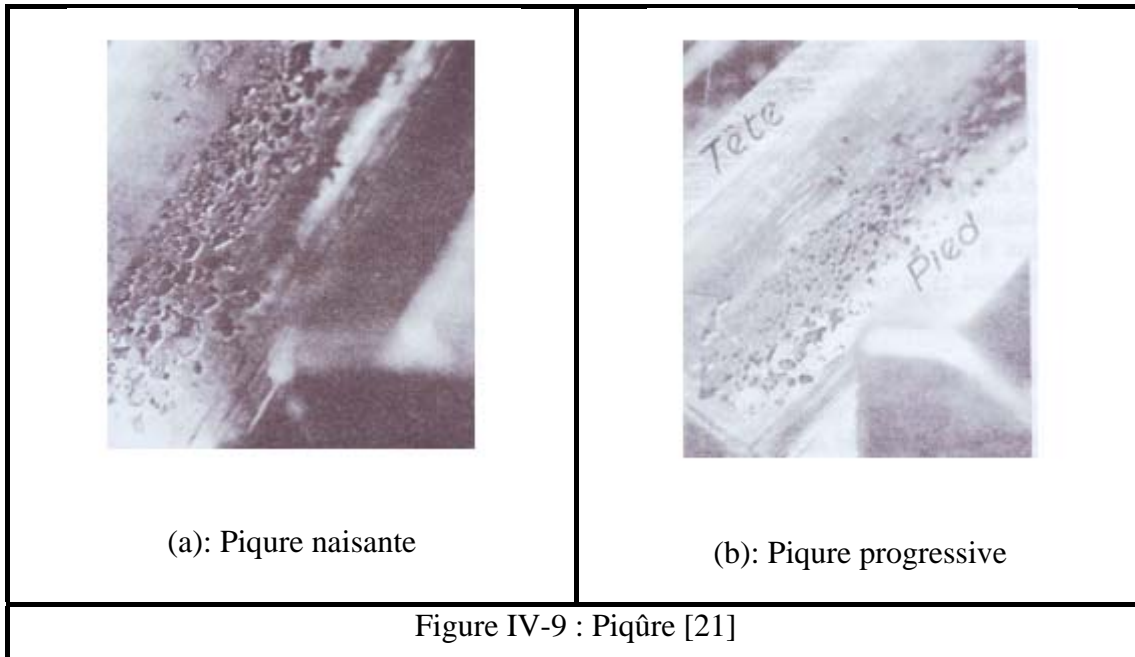 Tête
Pied
(a): Piqure naisante
(b): Piqure progressive
Figure IV-9 : Piqûre [21]